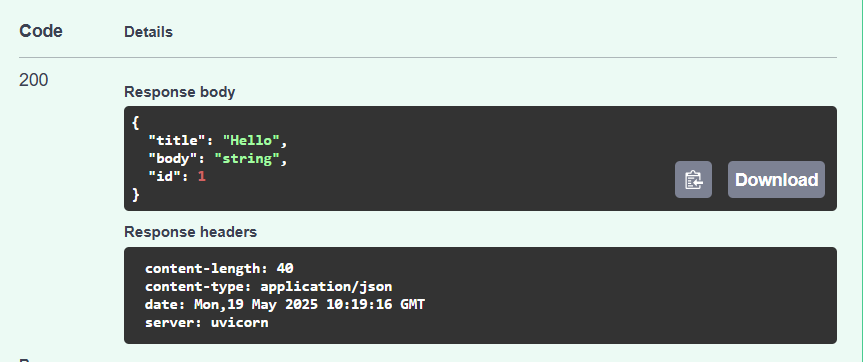 Code Details
200
Response body
{
  "title": "Hello",
  "body": "string",
  "id": 1
}
Download
Response headers
content-length: 40
content-type: application/json
date: Mon,19 May 2025 10:19:16 GMT
server: uvicorn